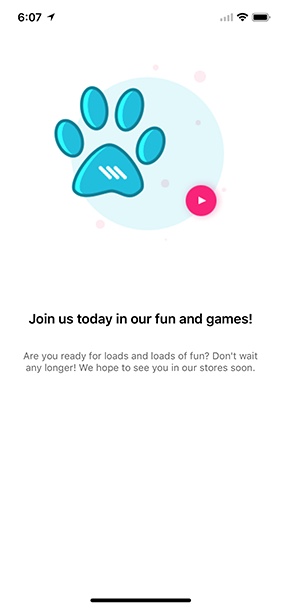 6:07
Join us today in our fun and games!
Are you ready for loads and loads of fun? Don't wait
any longer! We hope to see you in our stores soon.